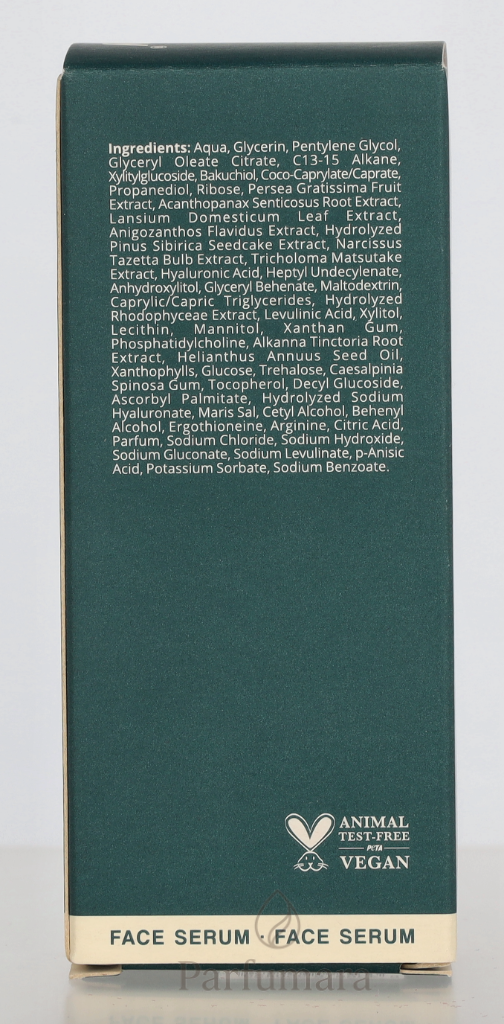 Ingredients: Aqua, Glycerin, Pentylene Glycol,
Glyceryl Oleate Citrate, C13-15 Alkane,
Xylitylglucoside, Bakuchiol, Coco-Caprylate/Caprate,
Propanediol, Ribose, Persea Gratissima Fruit
Extract, Acanthopanax Senticosus Root Extract,
Lansium Domesticum Leaf Extract,
Anigozanthos Flavidus Extract, Hydrolyzed
Pinus Sibirica Seedcake Extract, Narcissus
Tazetta Bulb Extract, Tricholoma Matsutake
Extract, Hyaluronic Acid, Heptyl Undecylenate,
Anhydroxylitol, Glyceryl Behenate, Maltodextrin,
Caprylic/Capric Triglycerides, Hydrolyzed
Rhodophyceae Extract, Levulinic Acid, Xylitol,
Lecithin, Mannitol, Xanthan Gum,
Phosphatidylcholine, Alkanna Tinctoria Root
Extract, Helianthus Annuus Seed Oil,
Xanthophylls, Glucose, Trehalose, Caesalpinia
Spinosa Gum, Tocopherol, Decyl Glucoside,
Ascorbyl Palmitate, Hydrolyzed Sodium
Hyaluronate, Maris Sal, Cetyl Alcohol, Behenyl
Alcohol, Ergothioneine, Arginine, Citric Acid,
Parfum, Sodium Chloride, Sodium Hydroxide,
Sodium Gluconate, Sodium Levulinate, p-Anisic
Acid, Potassium Sorbate, Sodium Benzoate.
ANIMAL
TEST-FREE
PETA
VEGAN
FACE SERUM · FACE SERUM
Parfumara